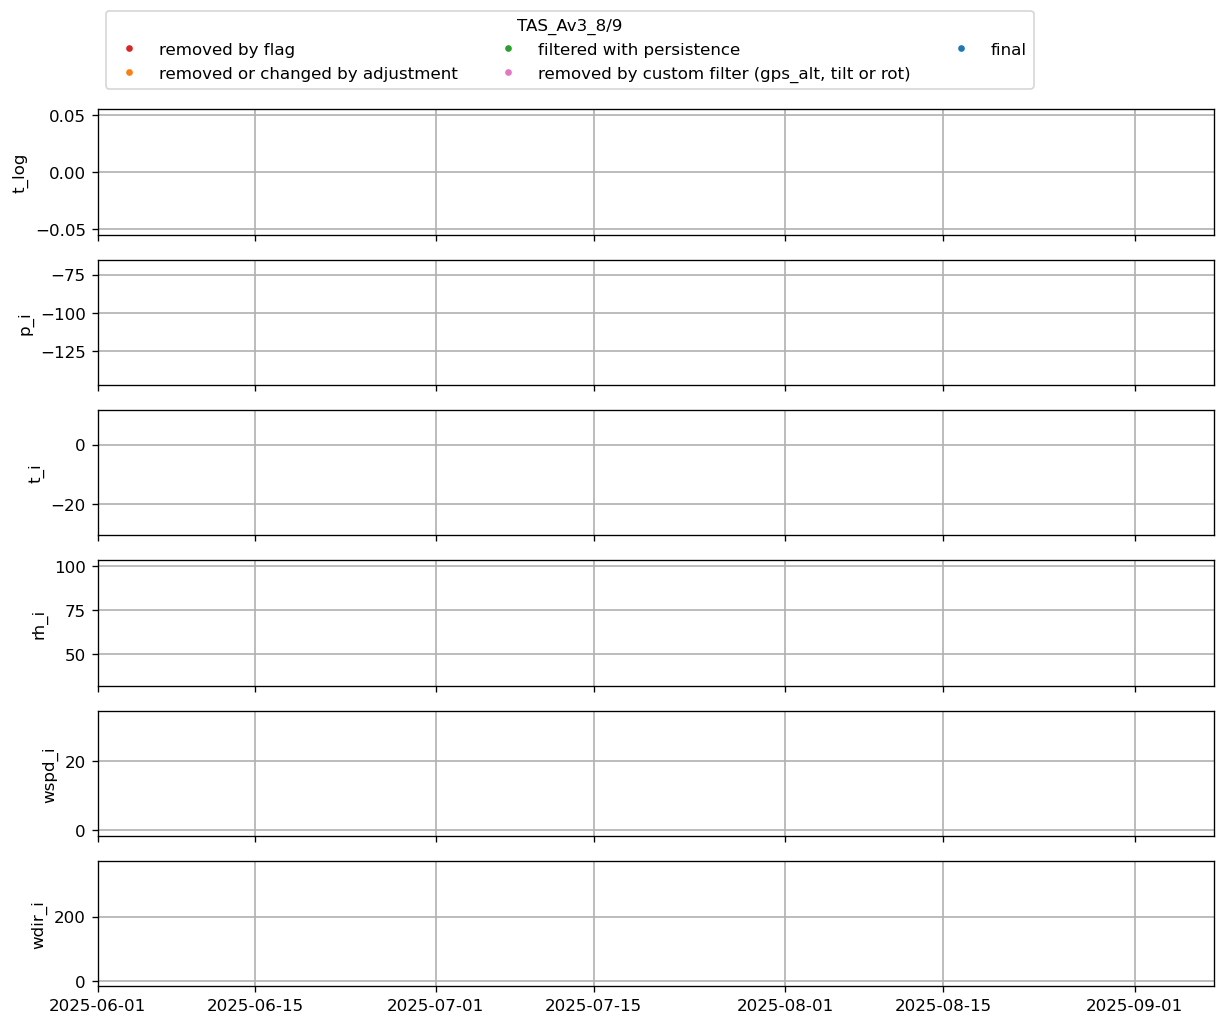 TAS_Av3_8/9
removed by flag
removed or changed by adjustment
filtered with persistence
removed by custom filter (gps_alt, tilt or rot)
final
0.05
0.00
−0.05
t_log
−75
−100
−125
p_i
0
−20
t_i
100
75
50
rh_i
20
0
wspd_i
200
0
wdir_i
2025-06-01 2025-06-15 2025-07-01 2025-07-15 2025-08-01 2025-08-15 2025-09-01